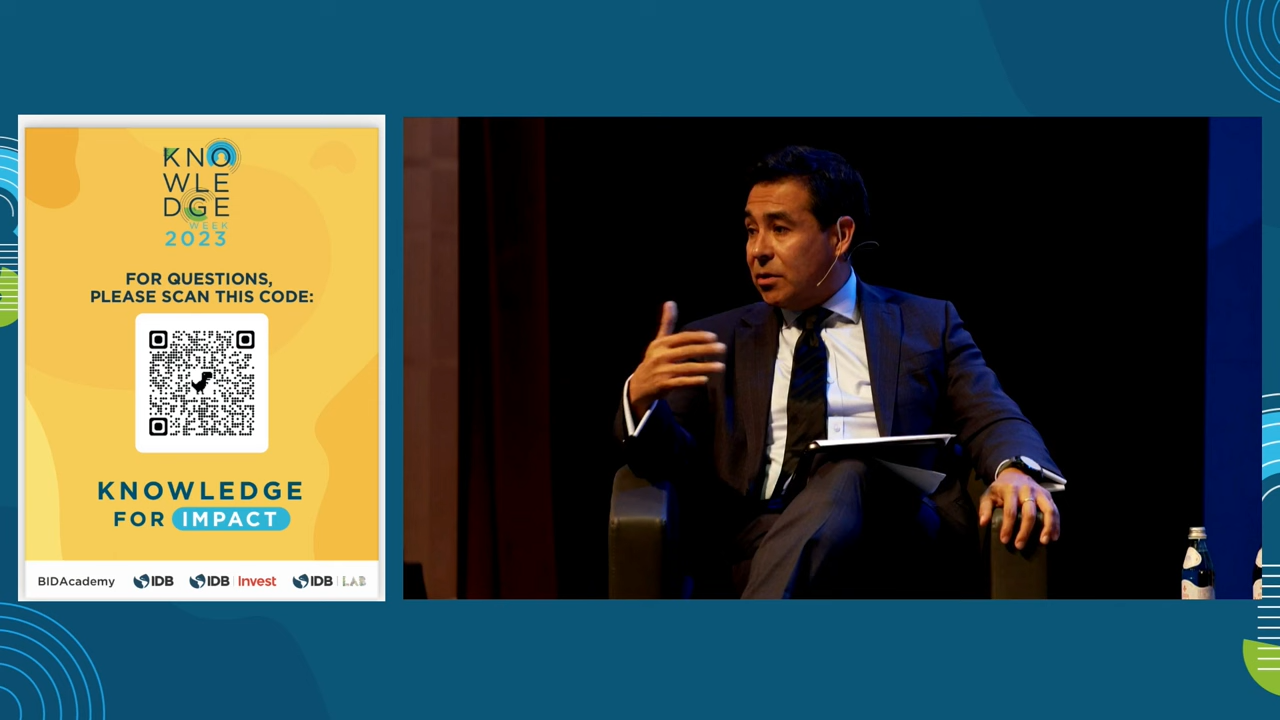 KNO
WLE
DGE
WEEK
2023
FOR QUESTIONS,
PLEASE SCAN THIS CODE:
KNOWLEDGE
FOR IMPACT
BIDAcademy IDB IDB Invest IDB LAB